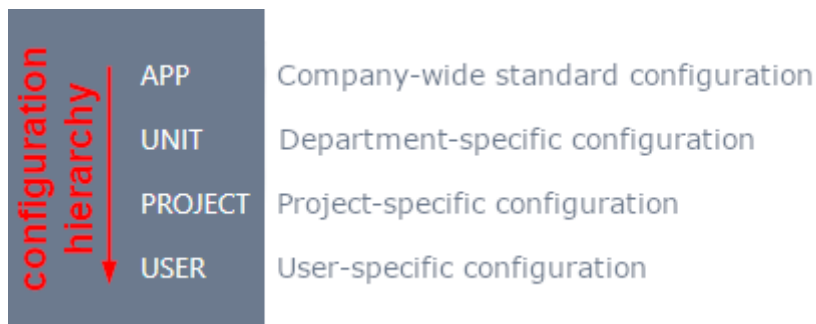 configuration
hierarchy
APP Company-wide standard configuration
UNIT Department-specific configuration
PROJECT Project-specific configuration
USER User-specific configuration